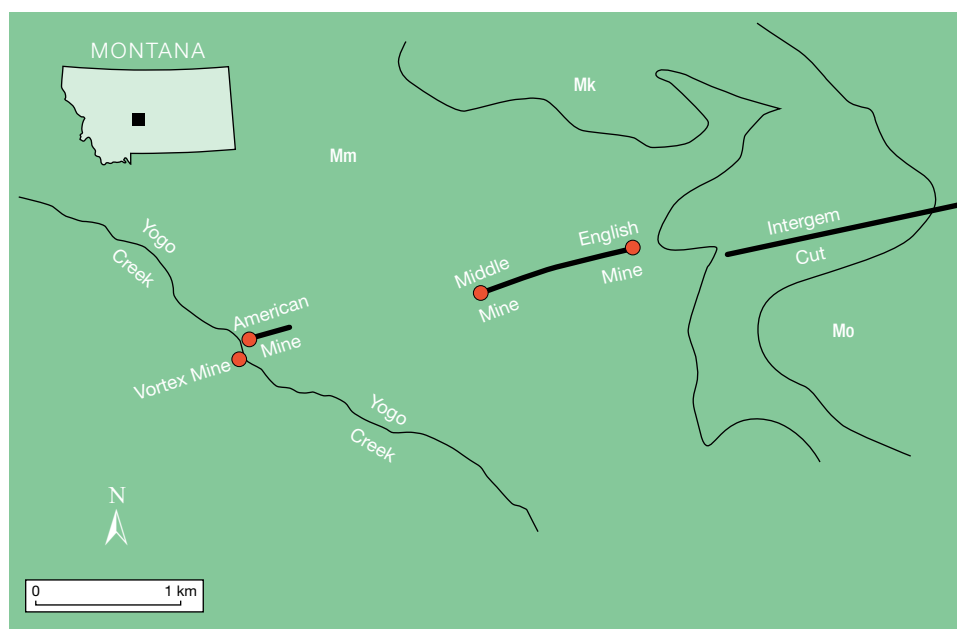 MONTANA
Mk
Mm
Intergem
Cut
English
Mine
Yogo
Creek
Middle
Mine
American
Mine
Mo
Vortex Mine
Yogo
Creek
N
0 1 km